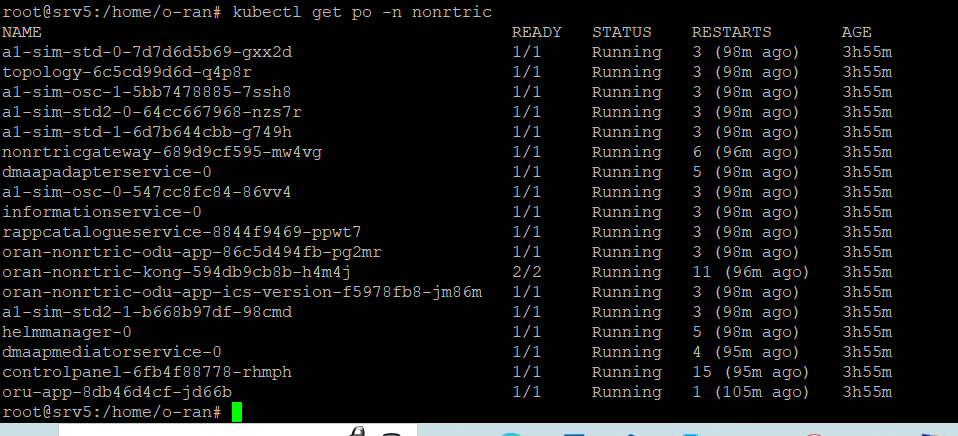 root@srv5:/home/o-ran# kubectl get po -n nonrtric
NAME READY STATUS RESTARTS AGE
a1-sim-std-0-7d7d6d5b69-gxx2d 1/1 Running 3 (98m ago) 3h55m
topology-6c5cd99d6d-q4p8r 1/1 Running 3 (98m ago) 3h55m
a1-sim-osc-1-5bb7478885-7ssh8 1/1 Running 3 (98m ago) 3h55m
a1-sim-std2-0-64cc667968-nzs7r 1/1 Running 3 (98m ago) 3h55m
a1-sim-std-1-6d7b644cbb-g749h 1/1 Running 3 (98m ago) 3h55m
nonrtricgateway-689d9cf595-mw4vg 1/1 Running 6 (96m ago) 3h55m
dmaapadapterservice-0 1/1 Running 5 (98m ago) 3h55m
a1-sim-osc-0-547cc8fc84-86vv4 1/1 Running 3 (98m ago) 3h55m
informationservice-0 1/1 Running 3 (98m ago) 3h55m
rappcatalogueservice-8844f9469-ppwt7 1/1 Running 3 (98m ago) 3h55m
oran-nonrtric-odu-app-86c5d494fb-pg2mr 1/1 Running 3 (98m ago) 3h55m
oran-nonrtric-kong-594db9cb8b-h4m4j 2/2 Running 11 (96m ago) 3h55m
oran-nonrtric-odu-app-ics-version-f5978fb8-jm86m 1/1 Running 3 (98m ago) 3h55m
a1-sim-std2-1-b668b97df-98cmd 1/1 Running 3 (98m ago) 3h55m
helmmanager-0 1/1 Running 5 (98m ago) 3h55m
dmaapmediatorservice-0 1/1 Running 4 (95m ago) 3h55m
controlpanel-6fb4f88778-rhmph 1/1 Running 15 (95m ago) 3h55m
oru-app-8db46d4cf-jd66b 1/1 Running 1 (105m ago) 3h55m
root@srv5:/home/o-ran#